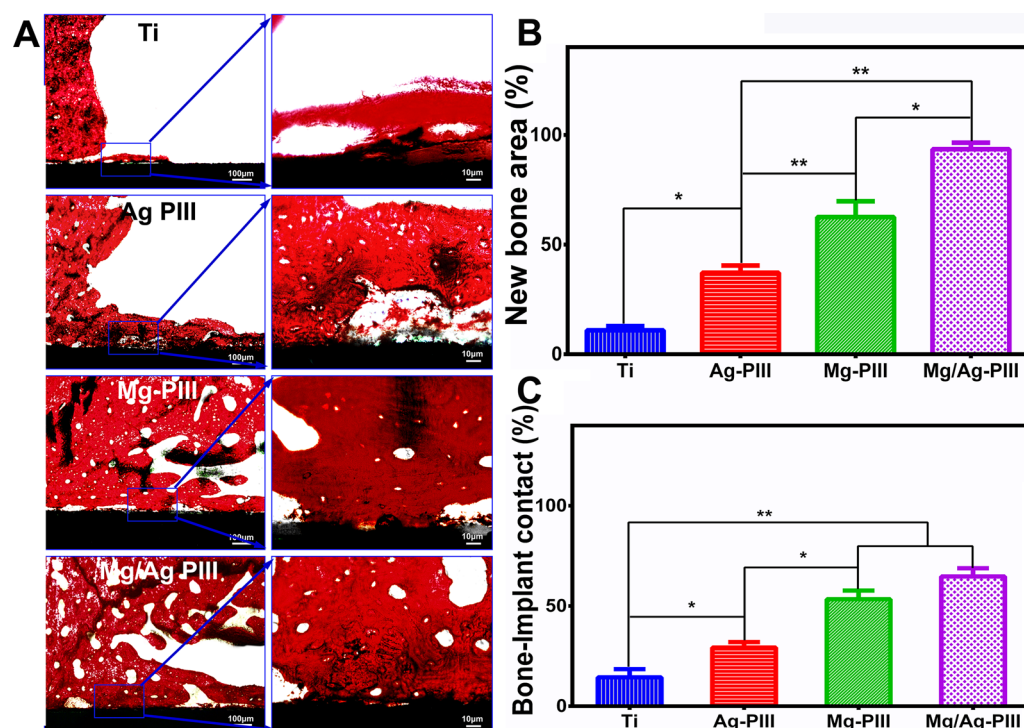 A
Ti
100µm
10µm
Ag PIII
100µm
10µm
Mg-PIII
100µm
10µm
Mg/Ag PIII
100µm
10µm
B
New bone area (%)
100
50
0
*
**
**
*
Ti
Ag-PIII
Mg-PIII
Mg/Ag-PIII
C
Bone-Implant contact (%)
100
50
0
**
*
*
Ti
Ag-PIII
Mg-PIII
Mg/Ag-PIII